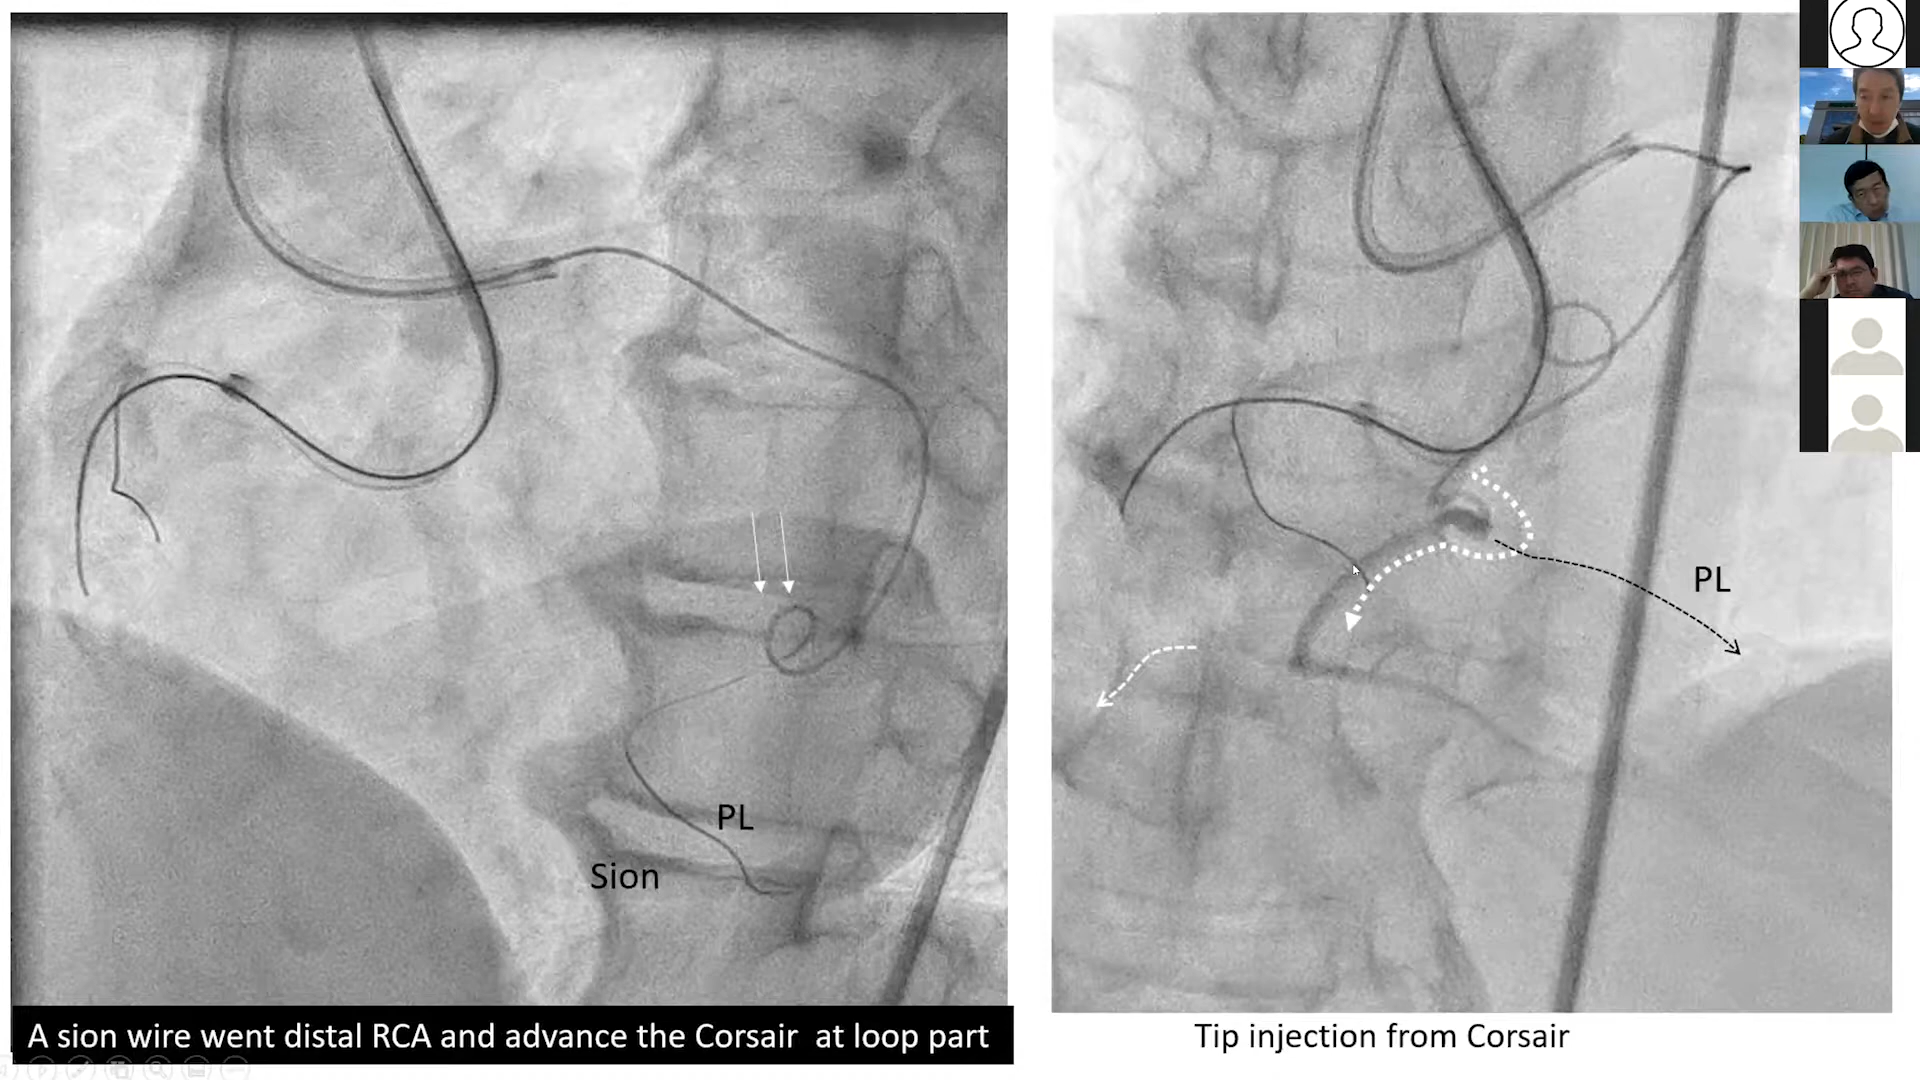 PL
Sion
A sion wire went distal RCA and advance the Corsair at loop part
PL
Tip injection from Corsair